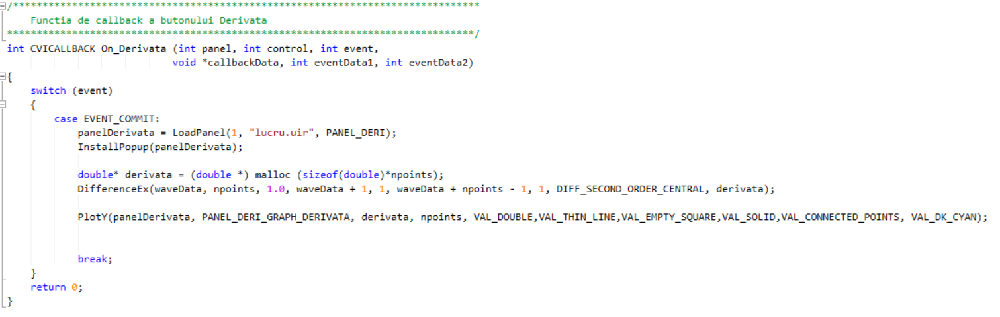 /*******************************************************************************
    Functia de callback a butonului Derivata
*******************************************************************************/
int CVICALLBACK On_Derivata (int panel, int control, int event,
                            void *callbackData, int eventData1, int eventData2)
{
    switch (event)
    {
        case EVENT_COMMIT:
            panelDerivata = LoadPanel(1, "lucru.uir", PANEL_DERI);
            InstallPopup(panelDerivata);

            double* derivata = (double *) malloc (sizeof(double)*npoints);
            DifferenceEx(waveData, npoints, 1.0, waveData + 1, 1, waveData + npoints - 1, 1, DIFF_SECOND_ORDER_CENTRAL, derivata);

            PlotY(panelDerivata, PANEL_DERI_GRAPH_DERIVATA, derivata, npoints, VAL_DOUBLE,VAL_THIN_LINE,VAL_EMPTY_SQUARE,VAL_SOLID,VAL_CONNECTED_POINTS, VAL_DK_CYAN);

            break;
    }
    return 0;
}